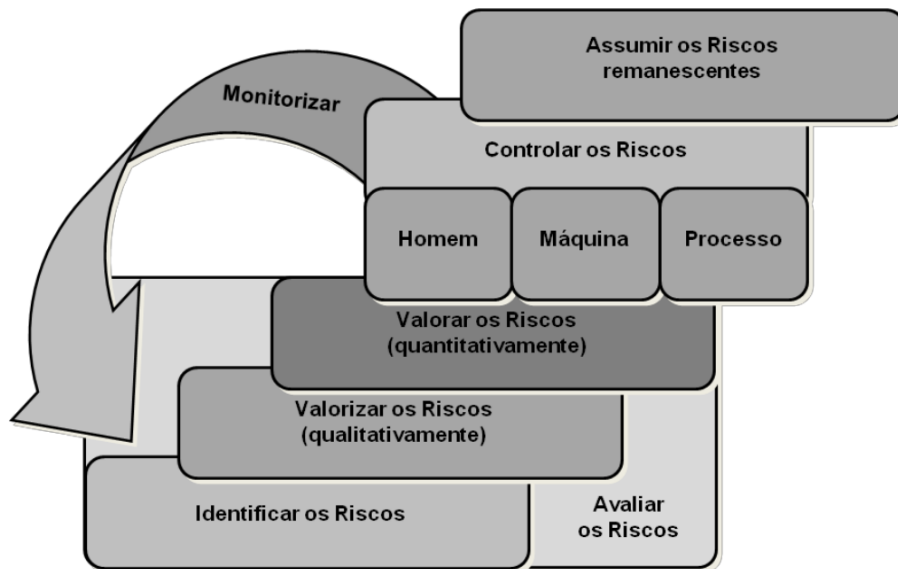 Assumir os Riscos
remanescentes
Monitorizar
Controlar os Riscos
Homem
Máquina
Processo
Valorar os Riscos
(quantitativamente)
Valorizar os Riscos
(qualitativamente)
Identificar os Riscos
Avaliar
os Riscos